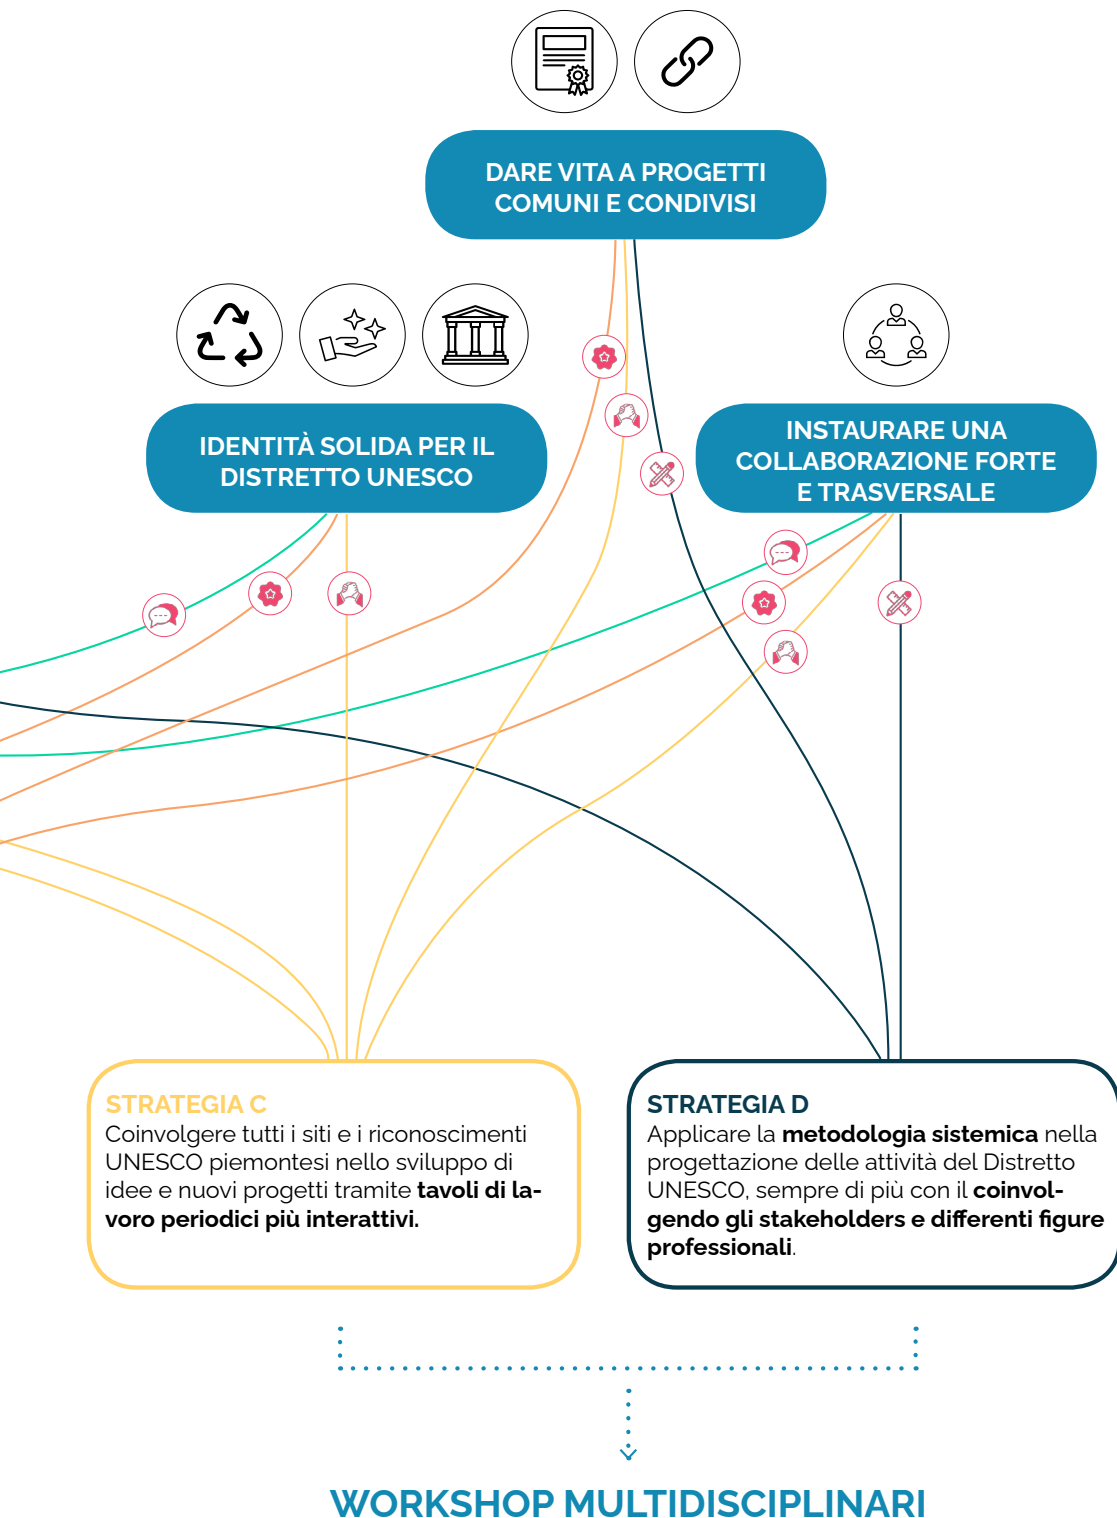 DARE VITA A PROGETTI
COMUNI E CONDIVISI
IDENTITÀ SOLIDA PER IL
DISTRETTO UNESCO
INSTAURARE UNA
COLLABORAZIONE FORTE
E TRASVERSALE
STRATEGIA C
Coinvolgere tutti i siti e i riconoscimenti
UNESCO piemontesi nello sviluppo di
idee e nuovi progetti tramite tavoli di la-
voro periodici più interattivi.
STRATEGIA D
Applicare la metodologia sistemica nella
progettazione delle attività del Distretto
UNESCO, sempre di più con il coinvol-
gendo gli stakeholders e differenti figure
professionali.
WORKSHOP MULTIDISCIPLINARI